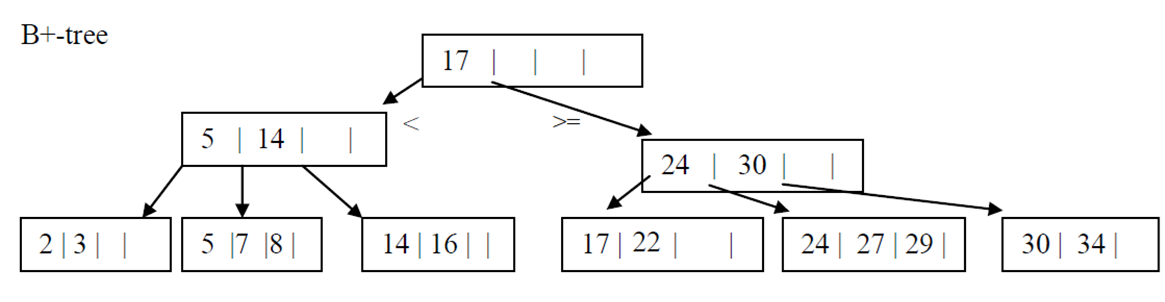 B+-tree
17 | | |
5 | 14 | |
< >=
24 | 30 | |
2 | 3 | |
5 |7 |8 |
14 | 16 | |
17 | 22 | |
24 | 27 | 29 |
30 | 34 |